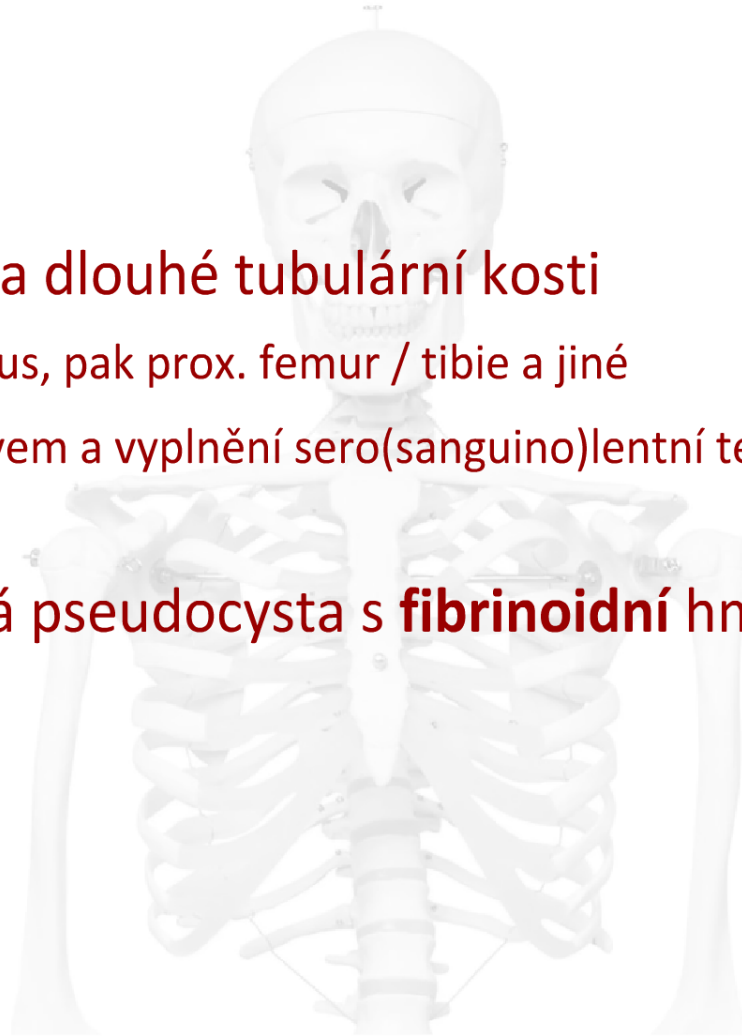 a dlouhé tubulární kosti
us, pak prox. femur / tibie a jiné
vem a vyplnění sero(sanguino)lentní te
á pseudocysta s fibrinoidní hn